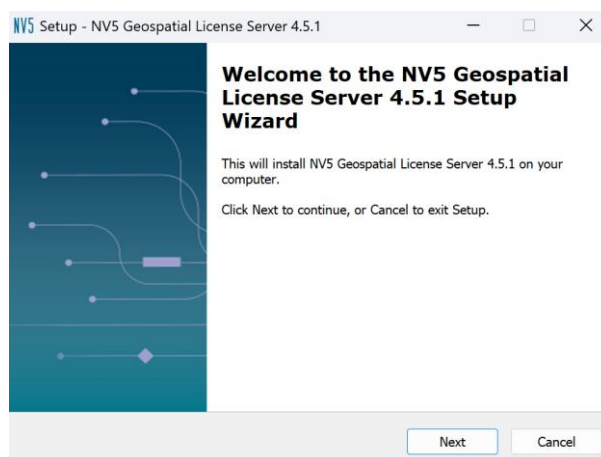 NV5 Setup - NV5 Geospatial License Server 4.5.1
Welcome to the NV5 Geospatial
License Server 4.5.1 Setup
Wizard
This will install NV5 Geospatial License Server 4.5.1 on your
computer.
Click Next to continue, or Cancel to exit Setup.
Next Cancel